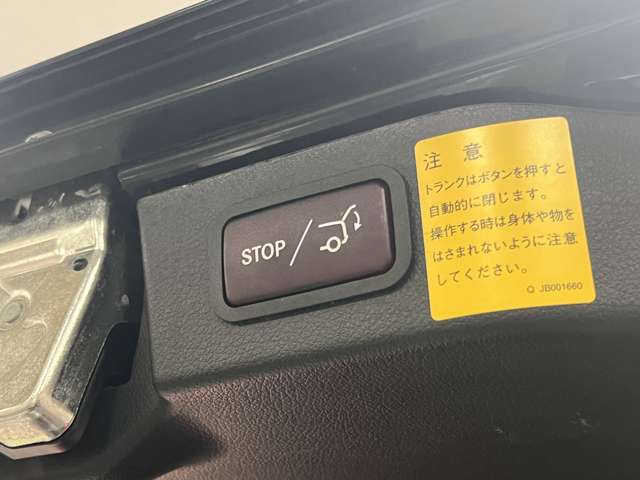 STOP/
注意
トランクはボタンを押すと
自動的に閉じます。
操作する時は身体や物を
はさまれないように注意
してください。
Q JB001660